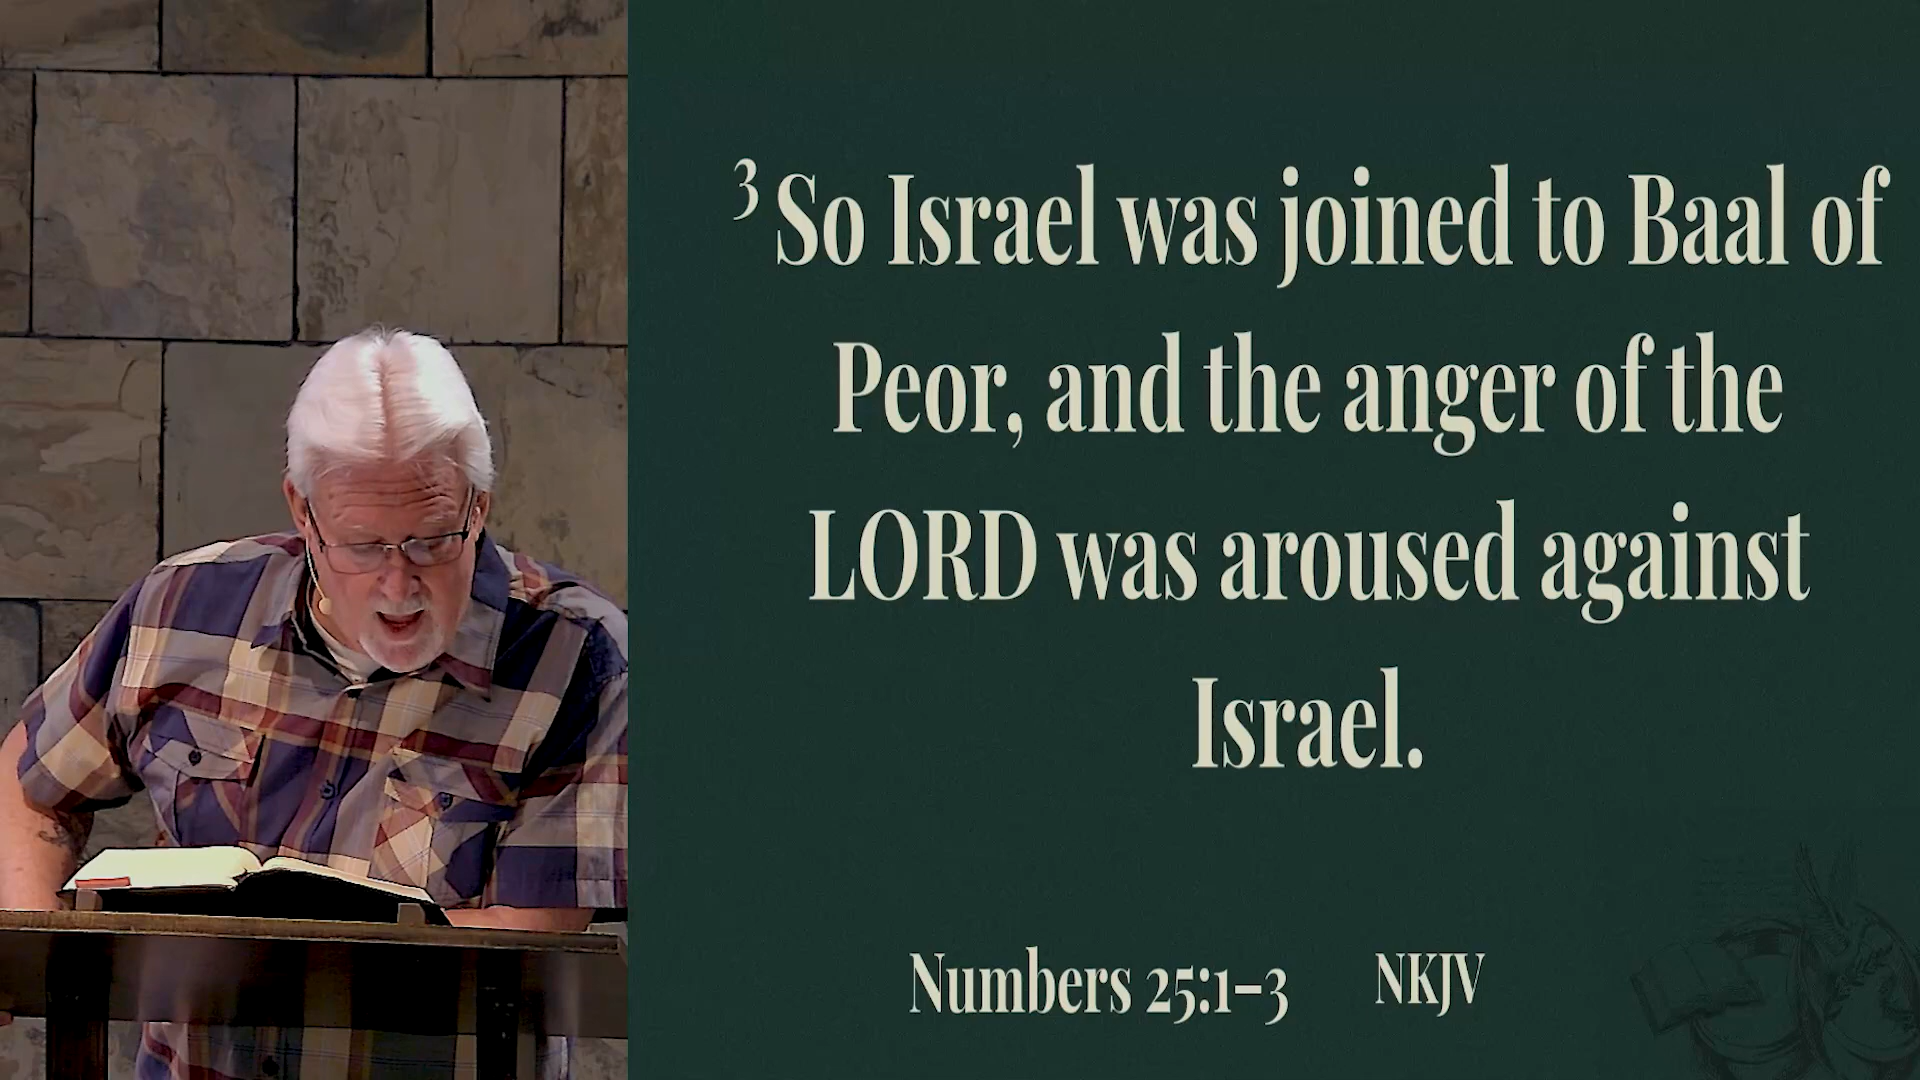 3 So Israel was joined to Baal of
Peor, and the anger of the
LORD was aroused against
Israel.
Numbers 25:1–3 NKJV